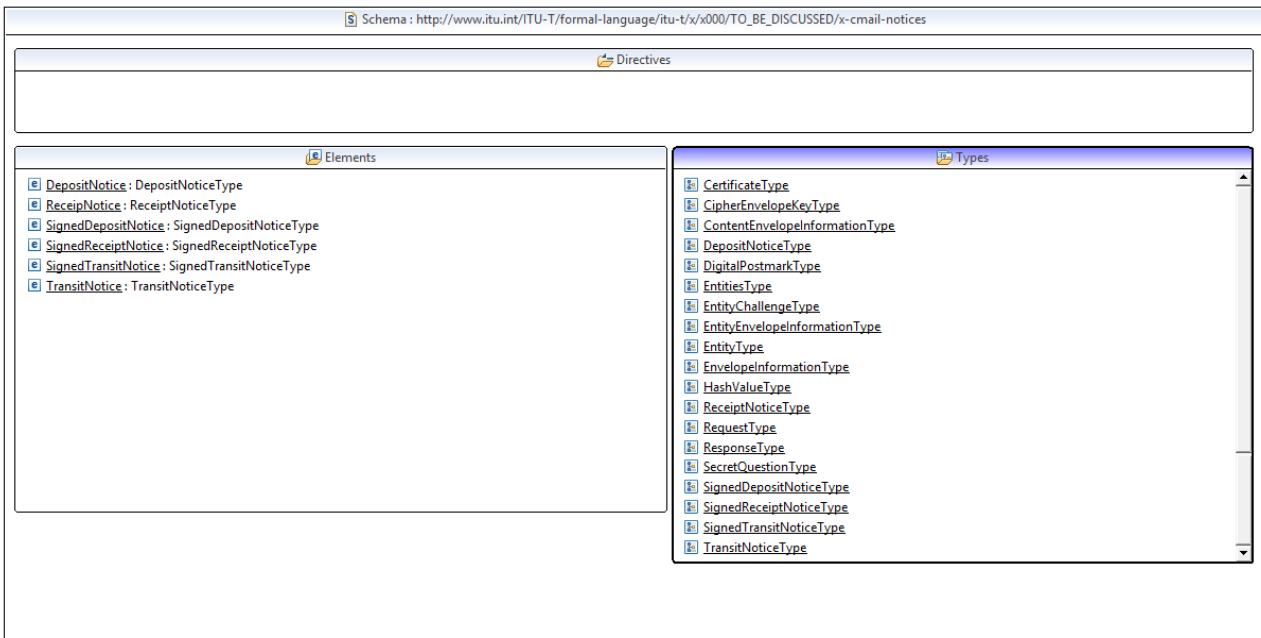 Schema : http://www.itu.int/ITU-T/formal-language/itu-t/x/x000/TO_BE_DISCUSSED/x-cmail-notices
Directives
Elements
DepositNotice : DepositNoticeType
ReceipNotice : ReceiptNoticeType
SignedDepositNotice : SignedDepositNoticeType
SignedReceiptNotice : SignedReceiptNoticeType
SignedTransitNotice : SignedTransitNoticeType
TransitNotice : TransitNoticeType
Types
CertificateType
CipherEnvelopeKeyType
ContentEnvelopeInformationType
DepositNoticeType
DigitalPostmarkType
EntitiesType
EntityChallengeType
EntityEnvelopeInformationType
EntityType
EnvelopeInformationType
HashValueType
ReceiptNoticeType
RequestType
ResponseType
SecretQuestionType
SignedDepositNoticeType
SignedReceiptNoticeType
SignedTransitNoticeType
TransitNoticeType